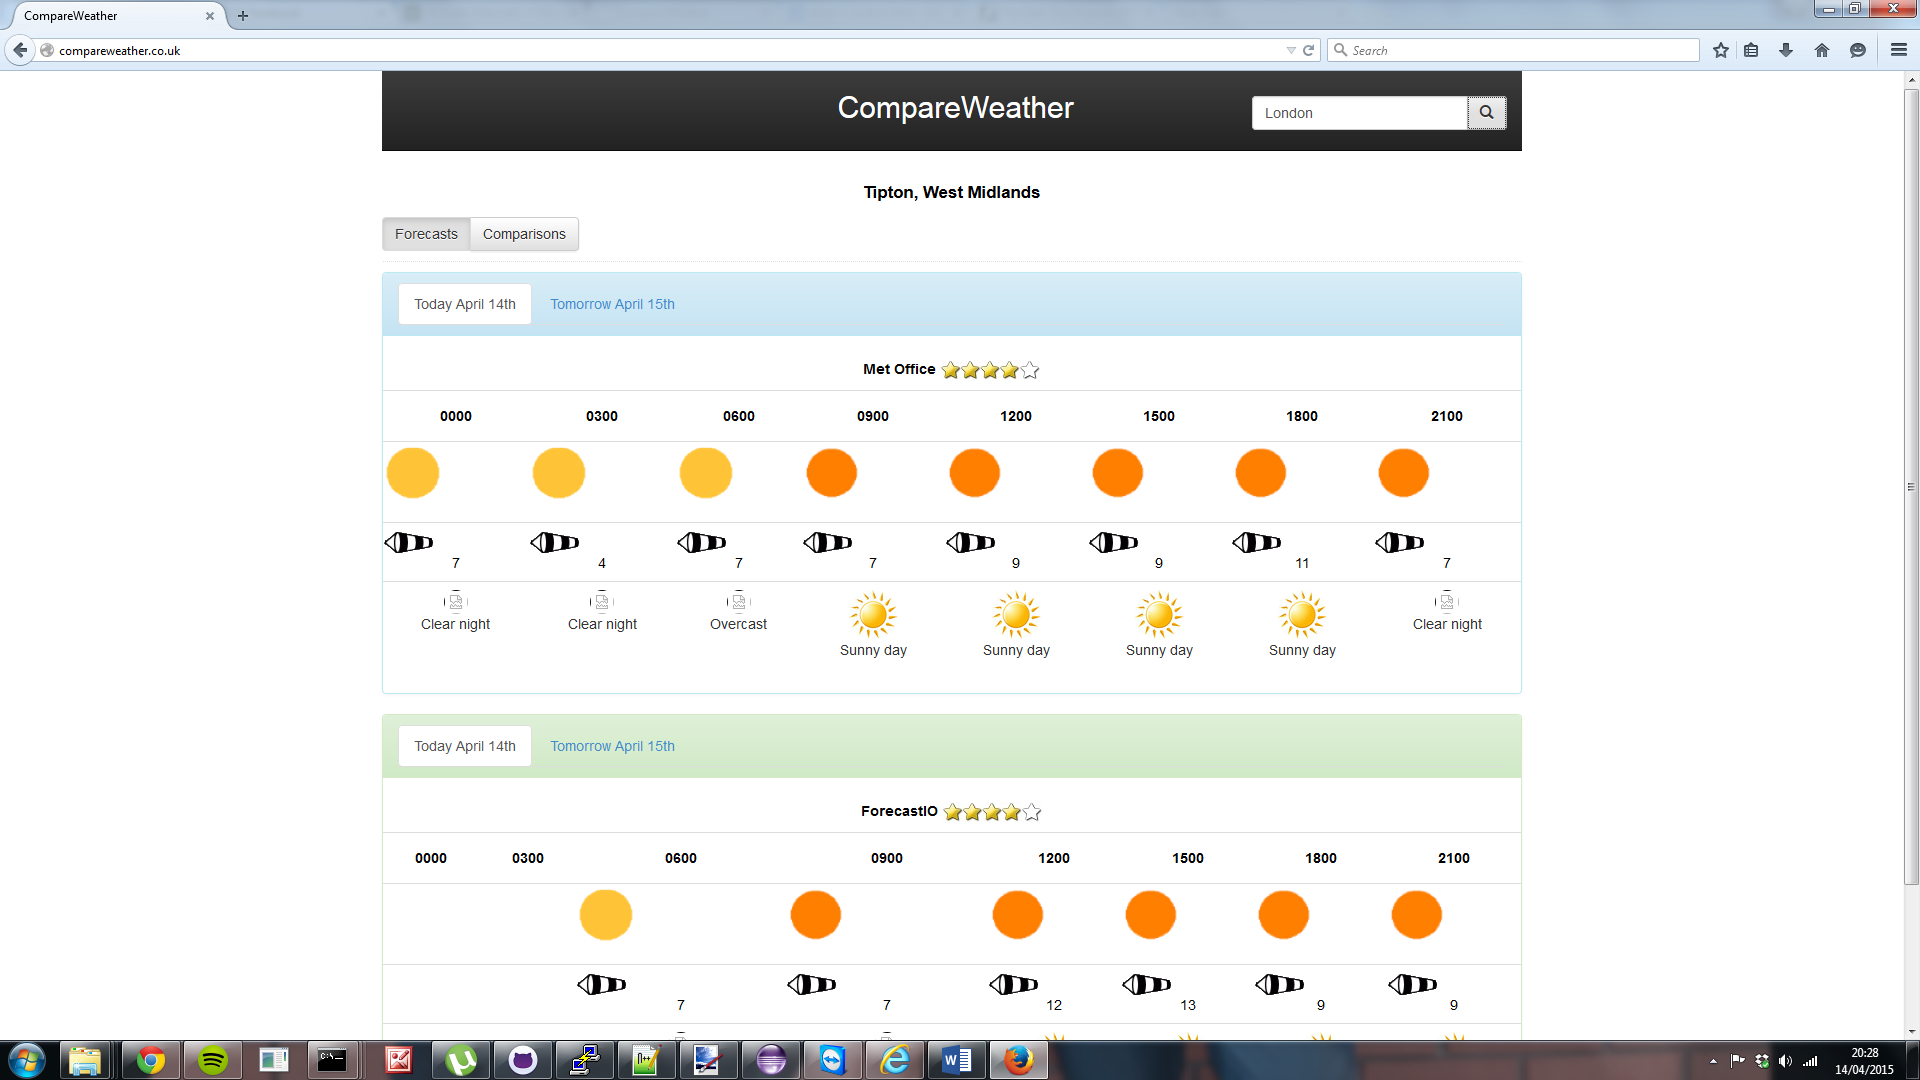 CompareWeather
compareweather.co.uk
Search
CompareWeather
London
Tipton, West Midlands
Forecasts Comparisons
Today April 14th Tomorrow April 15th
Met Office
0000 0300 0600 0900 1200 1500 1800 2100
7 4 7 7 9 9 11 7
Clear night Clear night Overcast Sunny day Sunny day Sunny day Sunny day Clear night
Today April 14th Tomorrow April 15th
ForecastIO
0000 0300 0600 0900 1200 1500 1800 2100
7 7 12 13 9 9
20:28
14/04/2015